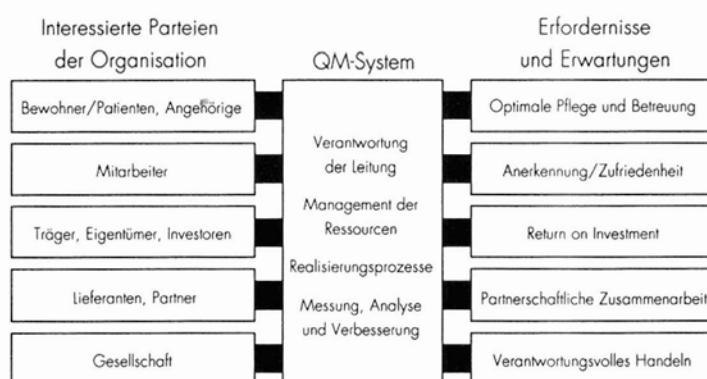 Interessierte Parteien
der Organisation
Bewohner/Patienten, Angehörige
Mitarbeiter
Träger, Eigentümer, Investoren
Lieferanten, Partner
Gesellschaft
QM-System
Verantwortung
der Leitung
Management der
Ressourcen
Realisierungsprozesse
Messung, Analyse
und Verbesserung
Erfordernisse
und Erwartungen
Optimale Pflege und Betreuung
Anerkennung/Zufriedenheit
Return on Investment
Partnerschaftliche Zusammenarbeit
Verantwortungsvolles Handeln